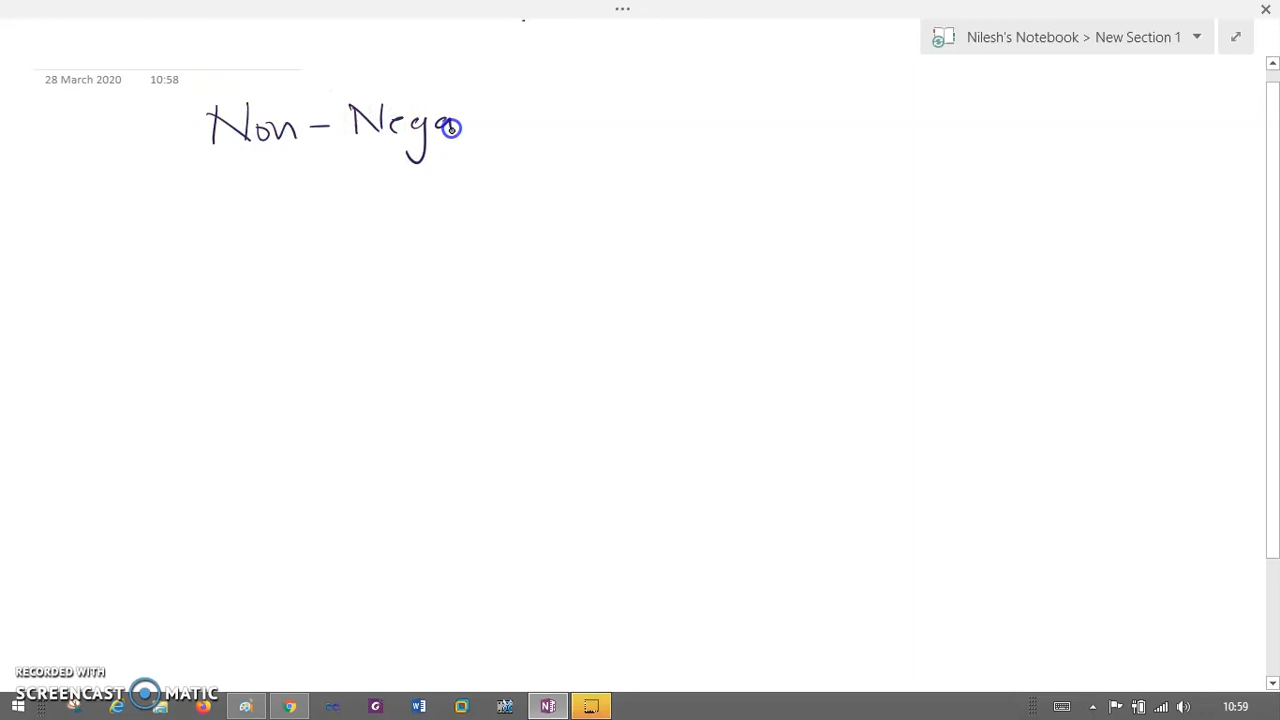 Nilesh's Notebook > New Section 1
28 March 2020 10:58
Non - Nega
RECORDED WITH
SCREENCAST MATIC
10:59